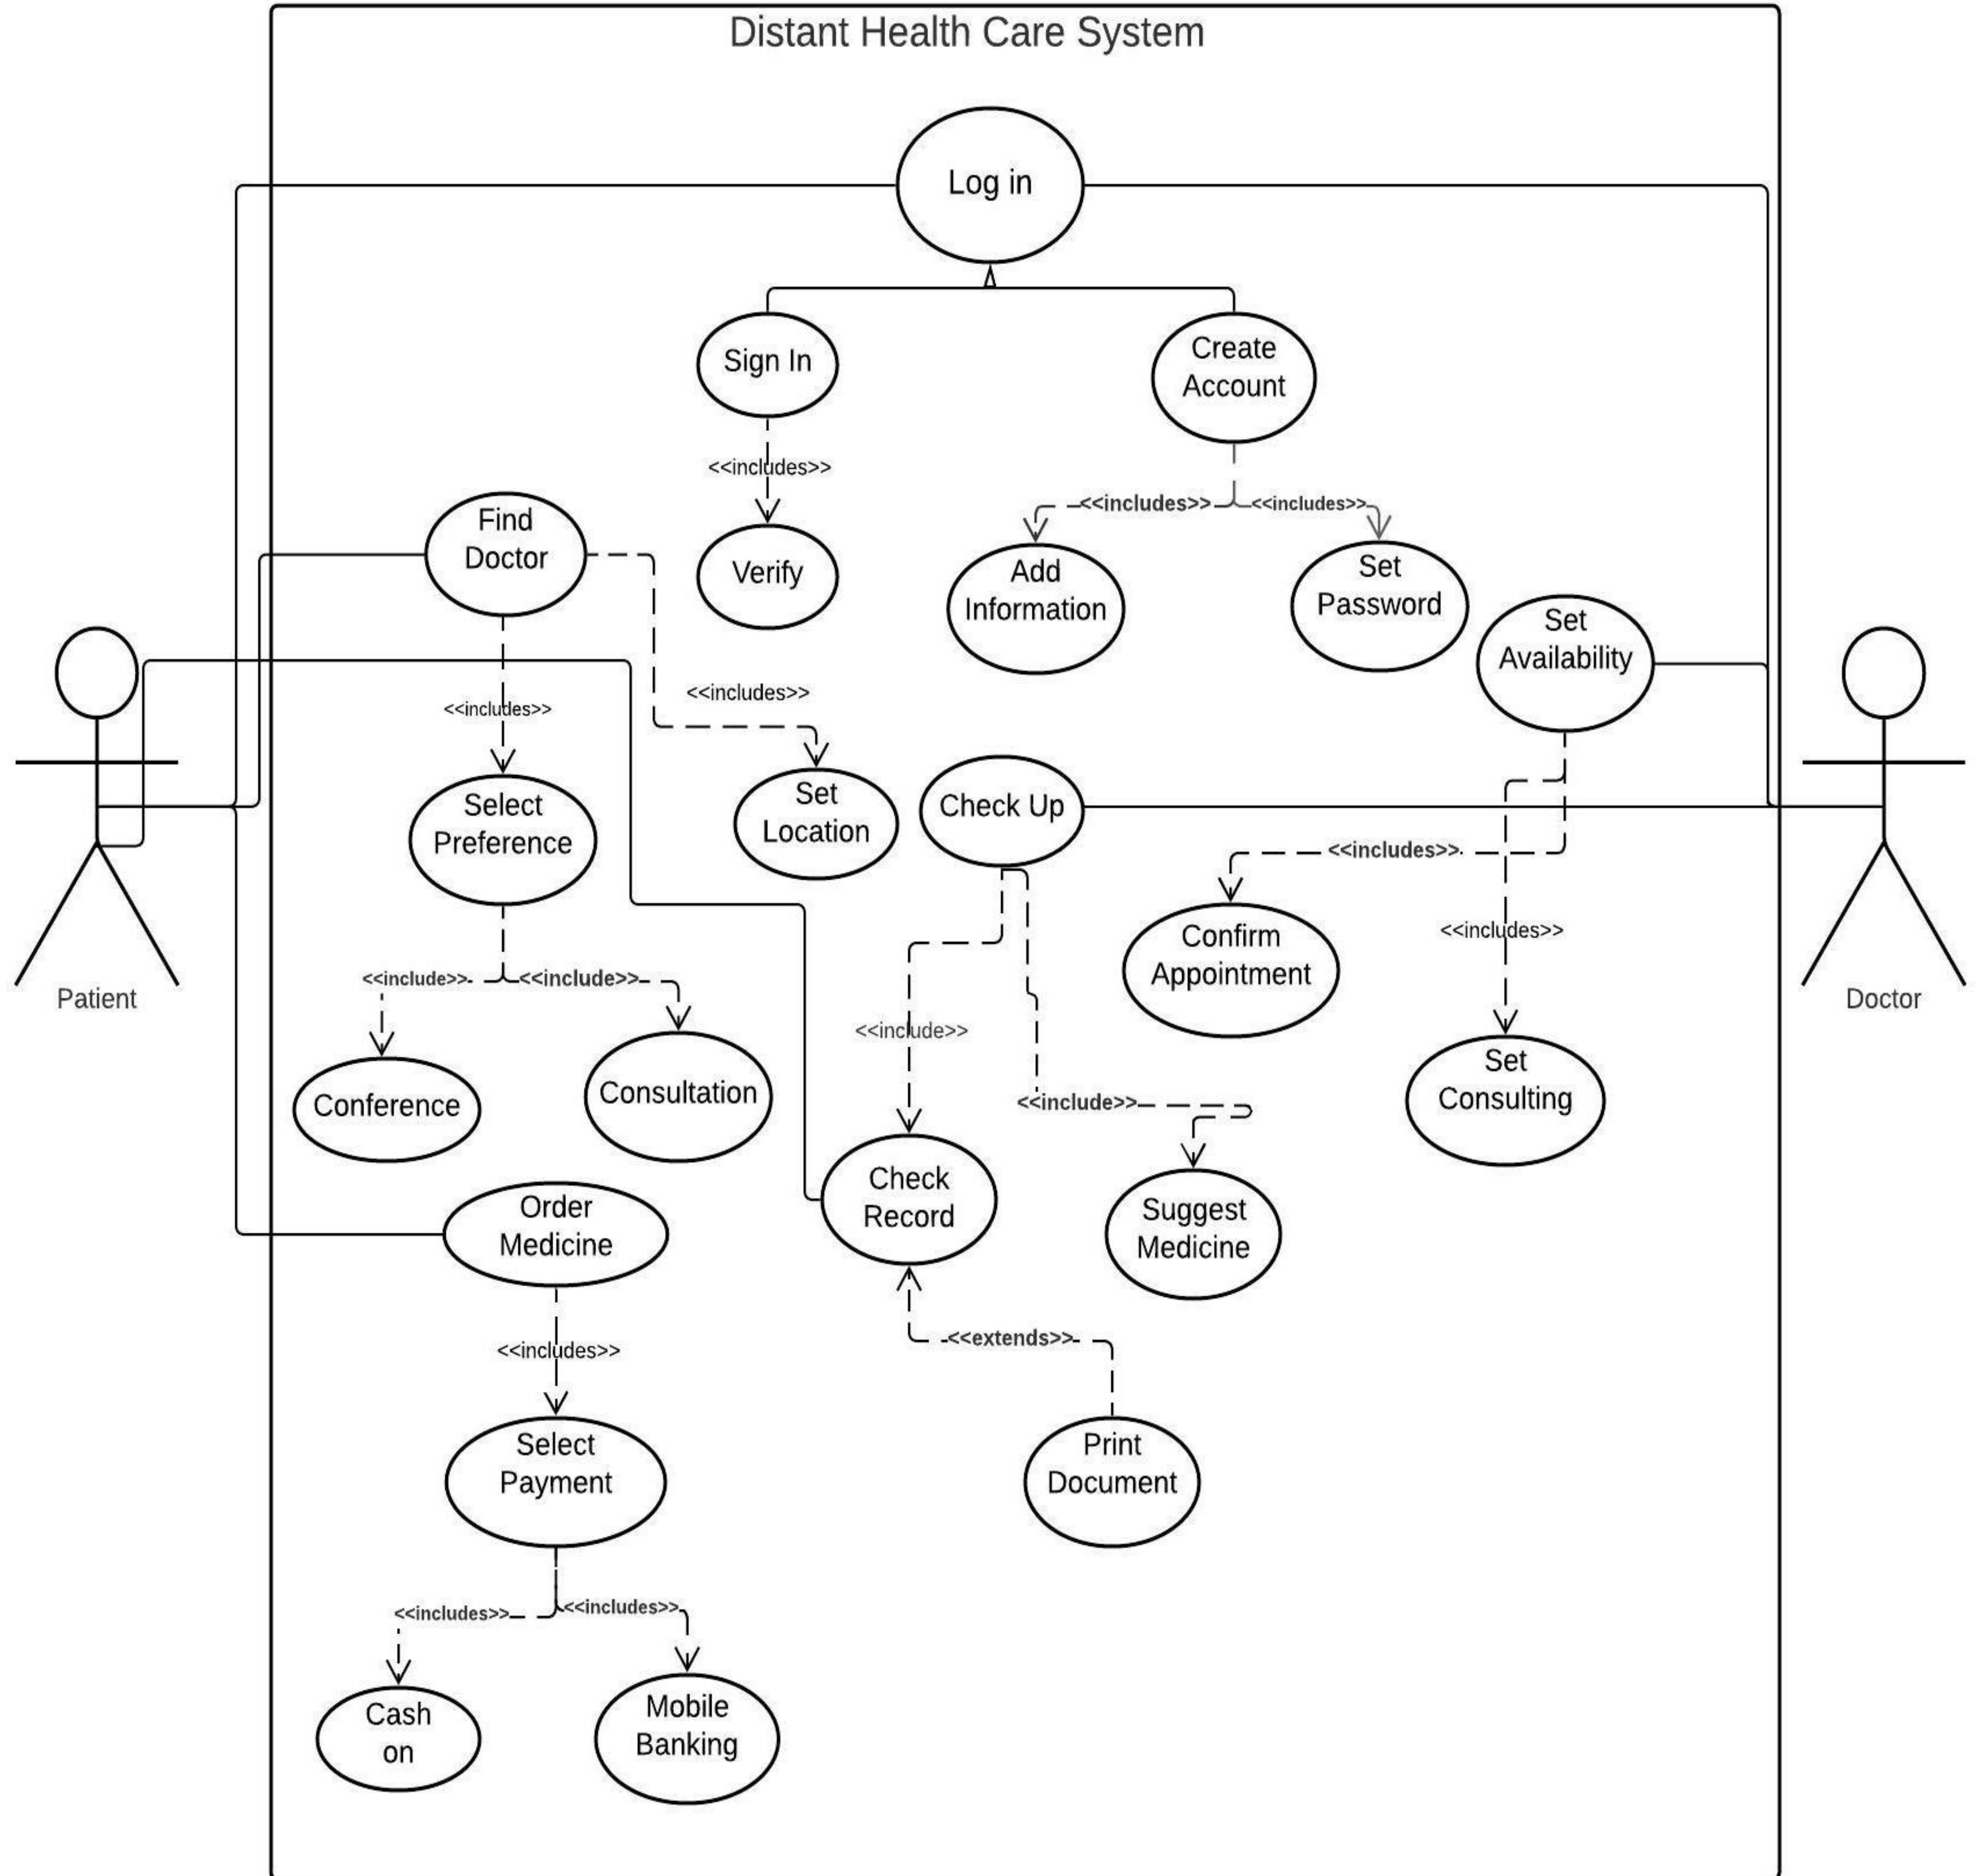 Distant Health Care System
Log in
Sign In
Create
Account
<<includes>>
<<includes>>
<<includes>>
Find
Doctor
Verify
Add
Information
Set
Password
Set
Availability
<<includes>>
<<includes>>
Select
Preference
Set
Location
Check Up
<<includes>>
Confirm
Appointment
<<includes>>
Patient
Doctor
<<include>>
<<include>>
<<include>>
Conference
Consultation
<<include>>
Set
Consulting
Order
Medicine
Check
Record
Suggest
Medicine
<<includes>>
<<extends>>
Select
Payment
Print
Document
<<includes>>
<<includes>>
Cash
on
Mobile
Banking